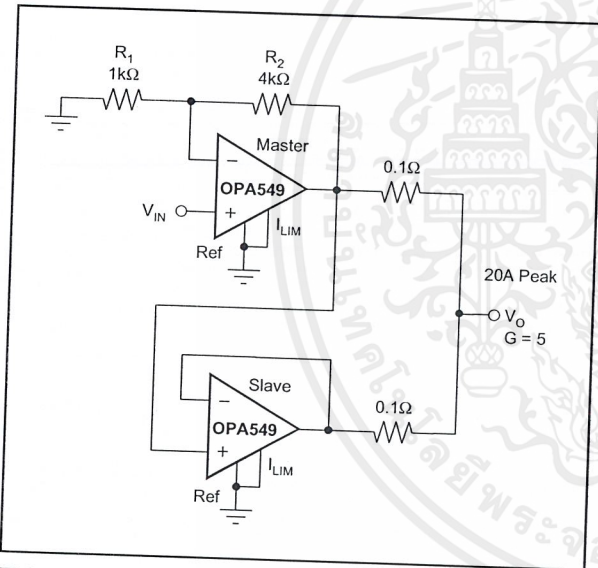 R1
1kΩ
R2
4kΩ
Master
−
OPA549
+
VIN
ILIM
Ref
0.1Ω
20A Peak
VO
G = 5
Slave
−
OPA549
+
ILIM
Ref
0.1Ω